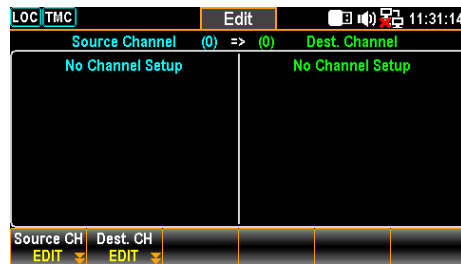 LOC TMC Edit 11:31:14
Source Channel (0) => (0) Dest. Channel
No Channel Setup No Channel Setup
Source CH Dest. CH
EDIT EDIT